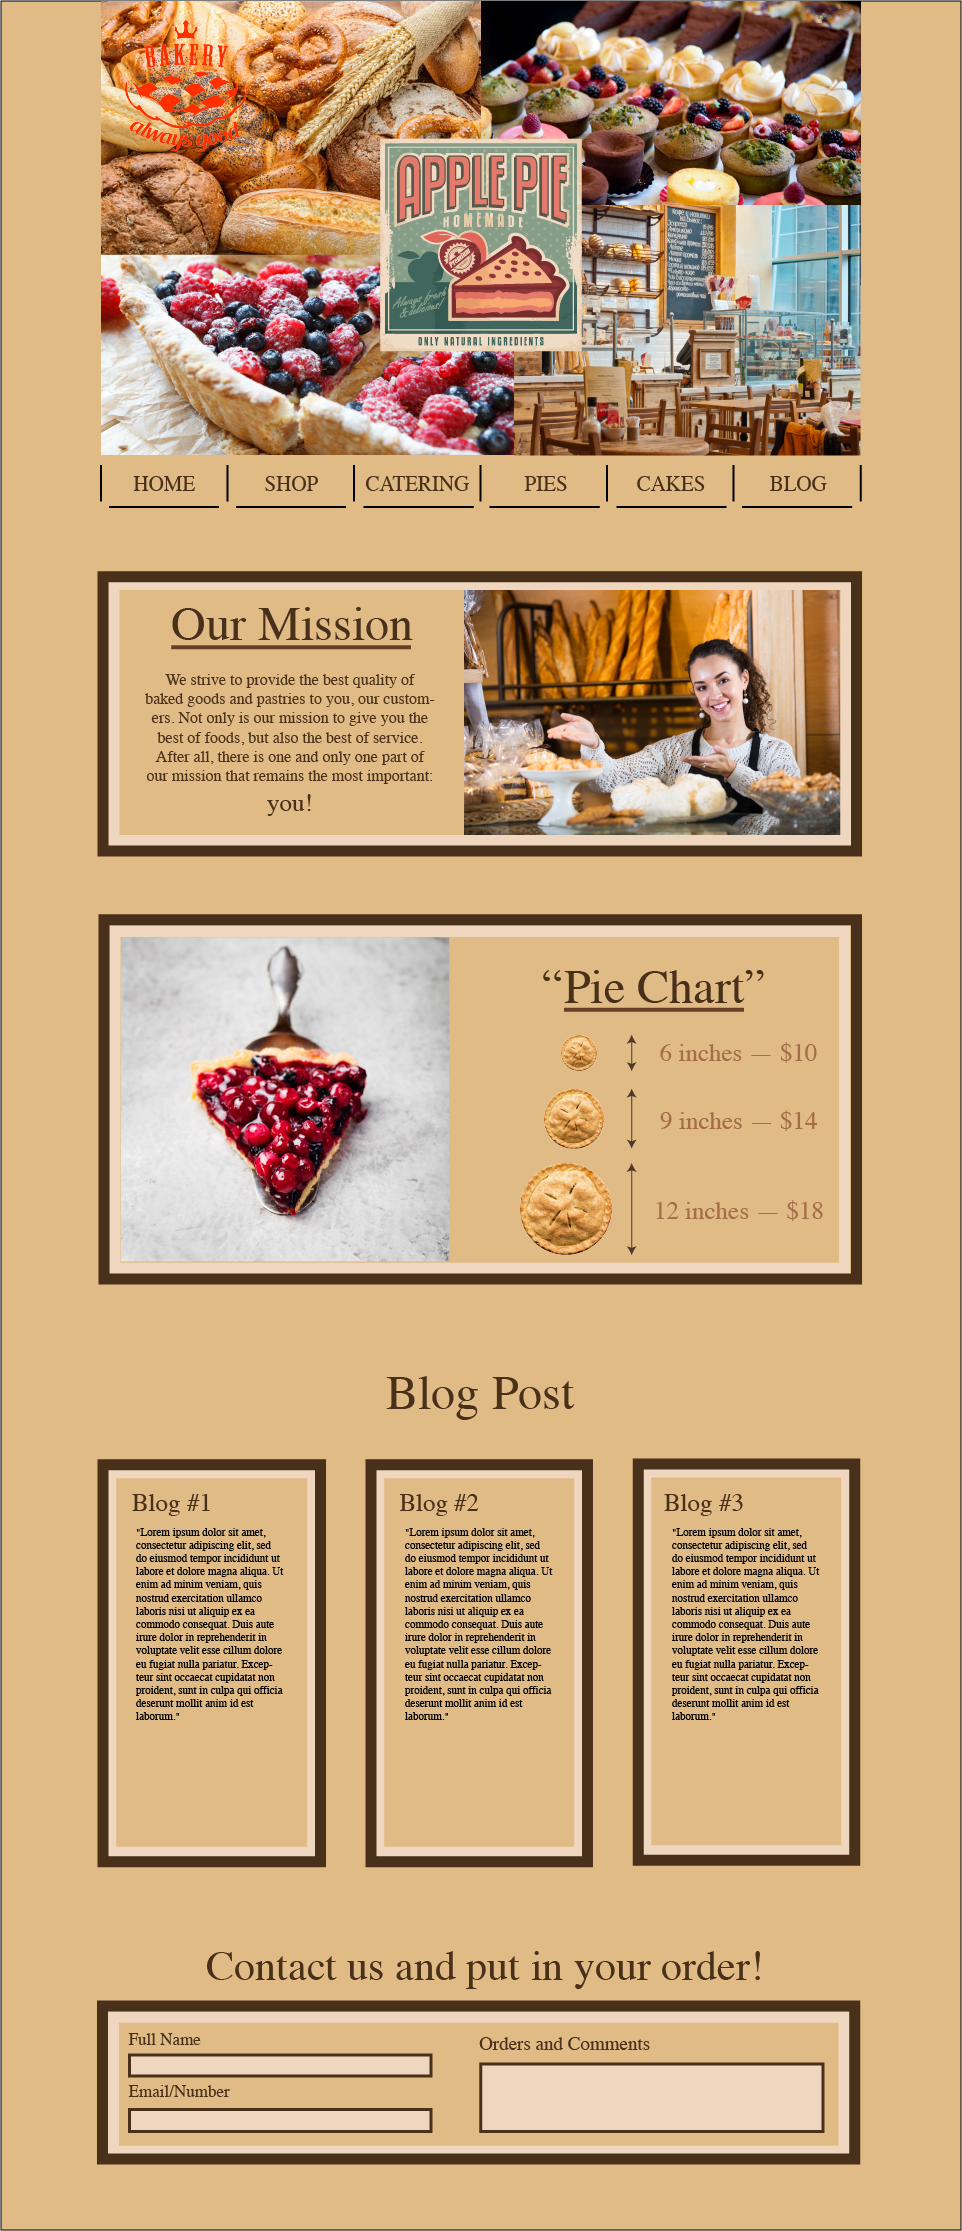 BAKERY
always good
APPLE PIE
HOMEMADE
Always fresh
& delicious!
ONLY NATURAL INGREDIENTS
HOME
SHOP
CATERING
PIES
CAKES
BLOG
Our Mission
We strive to provide the best quality of
baked goods and pastries to you, our custom-
ers. Not only is our mission to give you the
best of foods, but also the best of service.
After all, there is one and only one part of
our mission that remains the most important:
you!
“Pie Chart”
6 inches — $10
9 inches — $14
12 inches — $18
Blog Post
Blog #1
"Lorem ipsum dolor sit amet,
consectetur adipiscing elit, sed
do eiusmod tempor incididunt ut
labore et dolore magna aliqua. Ut
enim ad minim veniam, quis
nostrud exercitation ullamco
laboris nisi ut aliquip ex ea
commodo consequat. Duis aute
irure dolor in reprehenderit in
voluptate velit esse cillum dolore
eu fugiat nulla pariatur. Excep-
teur sint occaecat cupidatat non
proident, sunt in culpa qui officia
deserunt mollit anim id est
laborum."
Blog #2
"Lorem ipsum dolor sit amet,
consectetur adipiscing elit, sed
do eiusmod tempor incididunt ut
labore et dolore magna aliqua. Ut
enim ad minim veniam, quis
nostrud exercitation ullamco
laboris nisi ut aliquip ex ea
commodo consequat. Duis aute
irure dolor in reprehenderit in
voluptate velit esse cillum dolore
eu fugiat nulla pariatur. Excep-
teur sint occaecat cupidatat non
proident, sunt in culpa qui officia
deserunt mollit anim id est
laborum."
Blog #3
"Lorem ipsum dolor sit amet,
consectetur adipiscing elit, sed
do eiusmod tempor incididunt ut
labore et dolore magna aliqua. Ut
enim ad minim veniam, quis
nostrud exercitation ullamco
laboris nisi ut aliquip ex ea
commodo consequat. Duis aute
irure dolor in reprehenderit in
voluptate velit esse cillum dolore
eu fugiat nulla pariatur. Excep-
teur sint occaecat cupidatat non
proident, sunt in culpa qui officia
deserunt mollit anim id est
laborum."
Contact us and put in your order!
Full Name
Email/Number
Orders and Comments